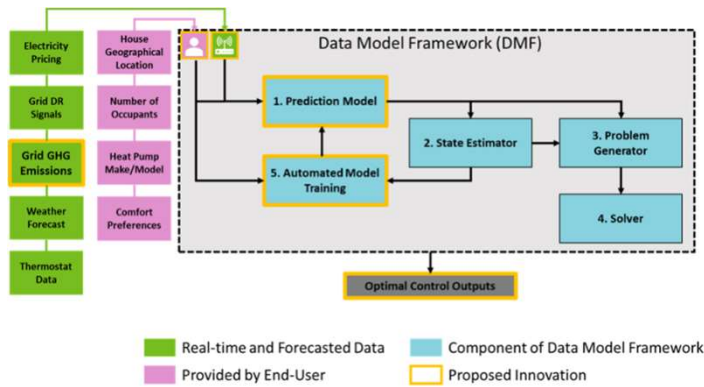 Data Model Framework (DMF)
Electricity
Pricing
Grid DR
Signals
Grid GHG
Emissions
Weather
Forecast
Thermostat
Data
House
Geographical
Location
Number of
Occupants
Heat Pump
Make/Model
Comfort
Preferences
1. Prediction Model
2. State Estimator
3. Problem
Generator
5. Automated Model
Training
4. Solver
Optimal Control Outputs
Real-time and Forecasted Data
Component of Data Model Framework
Provided by End-User
Proposed Innovation